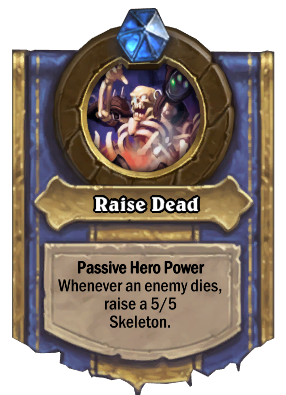 Raise Dead
Passive Hero Power
Whenever an enemy dies,
raise a 5/5
Skeleton.